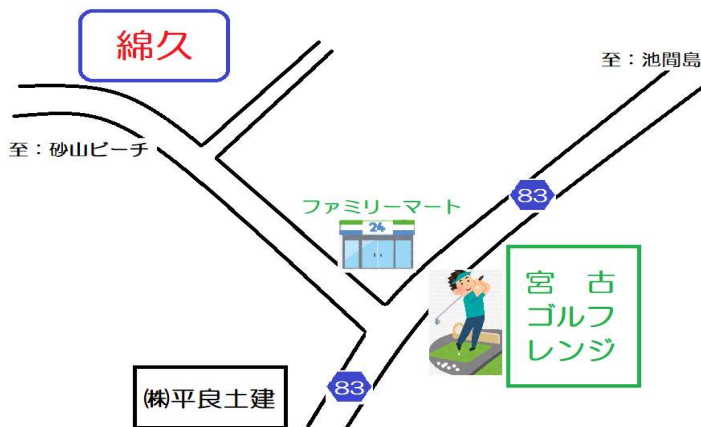 綿久
至：池間島
至：砂山ビーチ
83
ファミリーマート
24
宮古
ゴルフ
レンジ
㈱平良土建
83